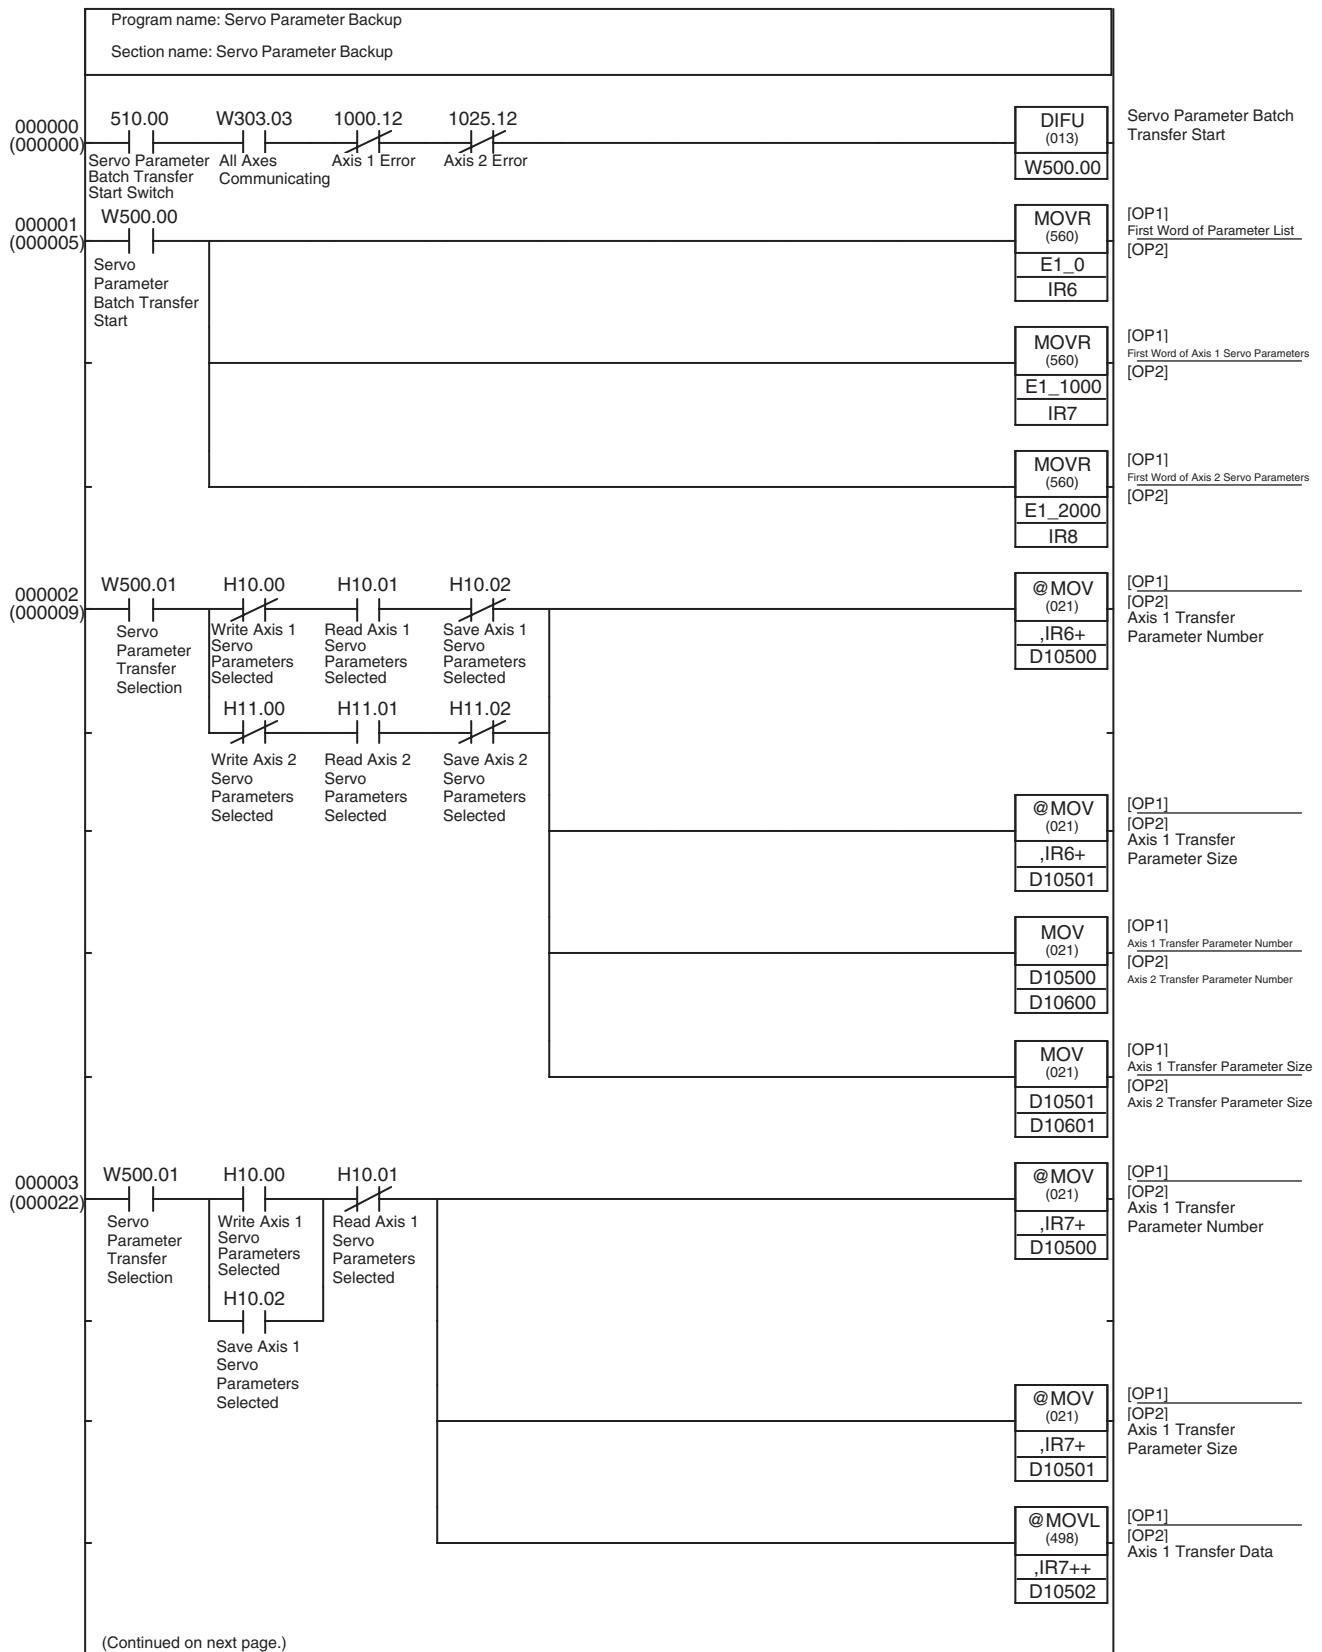 Program name: Servo Parameter Backup
Section name: Servo Parameter Backup
000000
(000000)
510.00 W303.03 1000.12 1025.12
Servo Parameter
Batch Transfer
Start Switch
All Axes
Communicating
Axis 1 Error
Axis 2 Error
DIFU
(013)
W500.00
Servo Parameter Batch
Transfer Start
000001
(000005)
W500.00
Servo
Parameter
Batch Transfer
Start
MOVR
(560)
E1_0
IR6
[OP1]
First Word of Parameter List
[OP2]
MOVR
(560)
E1_1000
IR7
[OP1]
First Word of Axis 1 Servo Parameters
[OP2]
MOVR
(560)
E1_2000
IR8
[OP1]
First Word of Axis 2 Servo Parameters
[OP2]
000002
(000009)
W500.01 H10.00 H10.01 H10.02
Servo
Parameter
Transfer
Selection
Write Axis 1
Servo
Parameters
Selected
Read Axis 1
Servo
Parameters
Selected
Save Axis 1
Servo
Parameters
Selected
@MOV
(021)
,IR6+
D10500
[OP1]
[OP2]
Axis 1 Transfer
Parameter Number
H11.00 H11.01 H11.02
Write Axis 2
Servo
Parameters
Selected
Read Axis 2
Servo
Parameters
Selected
Save Axis 2
Servo
Parameters
Selected
@MOV
(021)
,IR6+
D10501
[OP1]
[OP2]
Axis 1 Transfer
Parameter Size
MOV
(021)
D10500
D10600
[OP1]
Axis 1 Transfer Parameter Number
[OP2]
Axis 2 Transfer Parameter Number
MOV
(021)
D10501
D10601
[OP1]
Axis 1 Transfer Parameter Size
[OP2]
Axis 2 Transfer Parameter Size
000003
(000022)
W500.01 H10.00 H10.01
Servo
Parameter
Transfer
Selection
Write Axis 1
Servo
Parameters
Selected
Read Axis 1
Servo
Parameters
Selected
@MOV
(021)
,IR7+
D10500
[OP1]
[OP2]
Axis 1 Transfer
Parameter Number
H10.02
Save Axis 1
Servo
Parameters
Selected
@MOV
(021)
,IR7+
D10501
[OP1]
[OP2]
Axis 1 Transfer
Parameter Size
@MOVL
(498)
,IR7++
D10502
[OP1]
[OP2]
Axis 1 Transfer Data
(Continued on next page.)